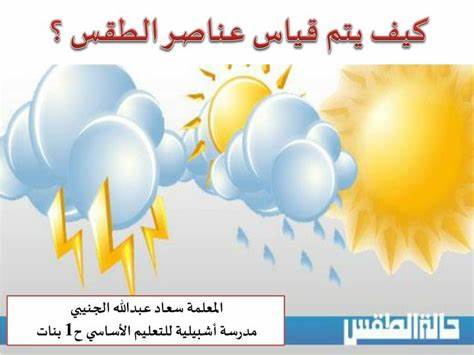 كيف يتم قياس عناصر الطقس ؟
المعلمة سعاد عبدالله الجنيبي
مدرسة أشبيلية للتعليم الأساسي ح1 بنات
حالة الطقس